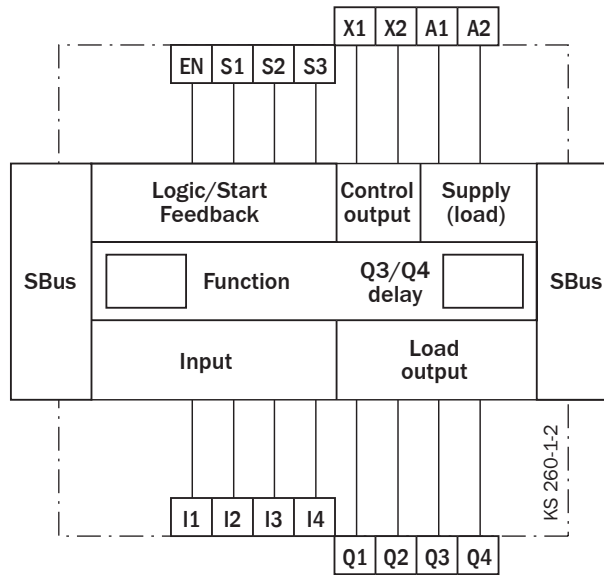 X1 X2 A1 A2
EN S1 S2 S3
Logic/Start
Feedback
Control
output
Supply
(load)
SBus
Function
Q3/Q4
delay
SBus
Input
Load
output
KS 260-1-2
I1 I2 I3 I4
Q1 Q2 Q3 Q4